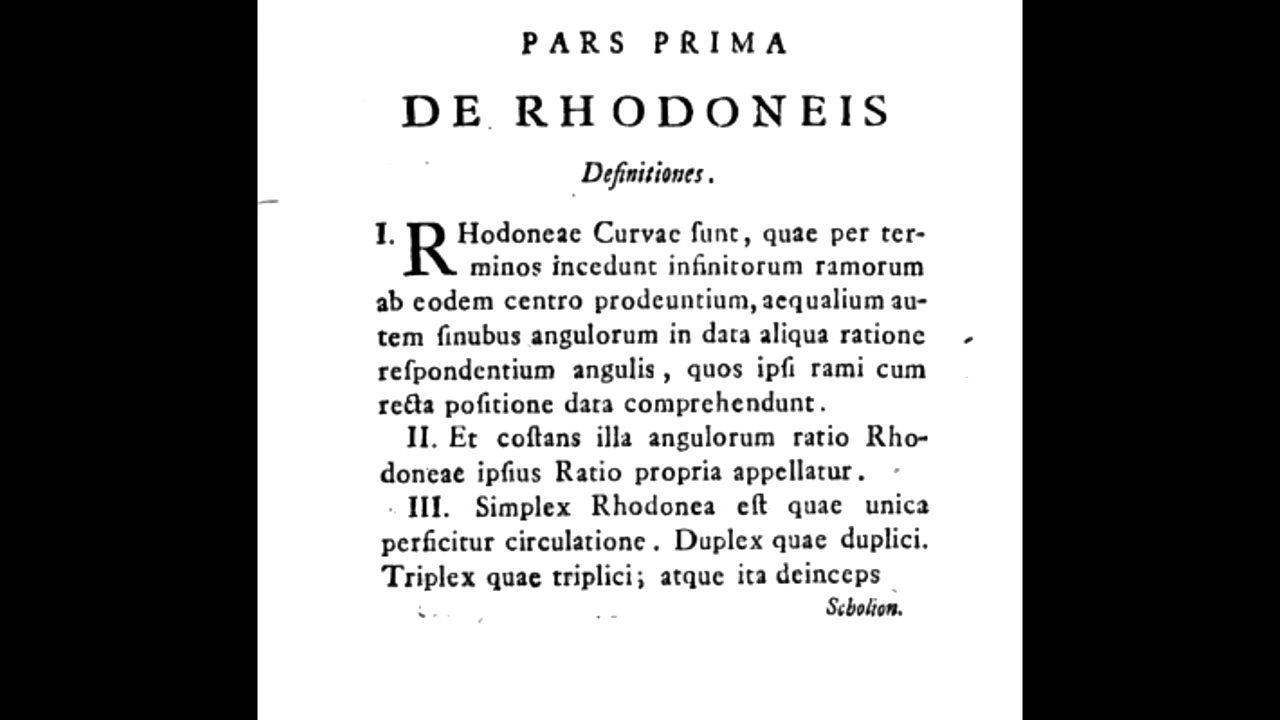 PARS PRIMA
DE RHODONEIS
Definitiones.
I. RHodoneae Curvae ſunt, quae per ter-
minos incedunt infinitorum ramorum
ab eodem centro prodeuntium, aequalium au-
tem ſinubus angulorum in data aliqua ratione
reſpondentium angulis, quos ipſi rami cum
recta poſitione data comprehendunt.
II. Et coſtans illa angulorum ratio Rho-
doneae ipſius Ratio propria appellatur.
III. Simplex Rhodonea eſt quae unica
perficitur circulatione. Duplex quae duplici.
Triplex quae triplici; atque ita deinceps
Scholion.